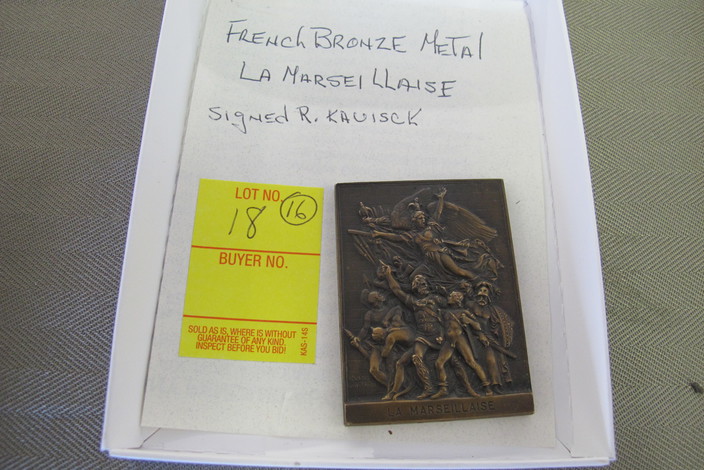 FRENCH BRONZE METAL
LA MARSEILLAISE
SIGNED R. KAUISCK
LOT NO.
18 16
BUYER NO.
SOLD AS IS, WHERE IS WITHOUT
GUARANTEE OF ANY KIND.
INSPECT BEFORE YOU BID!
KAS-14S
LA MARSEILLAISE